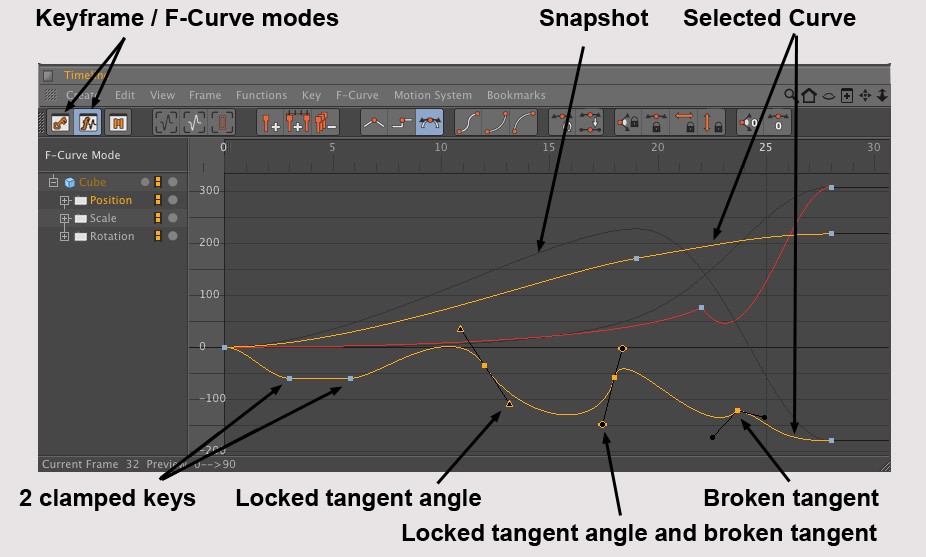 Keyframe / F-Curve modes
Snapshot
Selected Curve
Timeline
Create Edit View Frame Functions Key F-Curve Motion System Bookmarks
F-Curve Mode
0 5 10 15 20 25 30
Cube
Position
Scale
Rotation
300
200
100
0
-100
-200
Current Frame 32 Preview 0-->90
2 clamped keys
Locked tangent angle
Broken tangent
Locked tangent angle and broken tangent